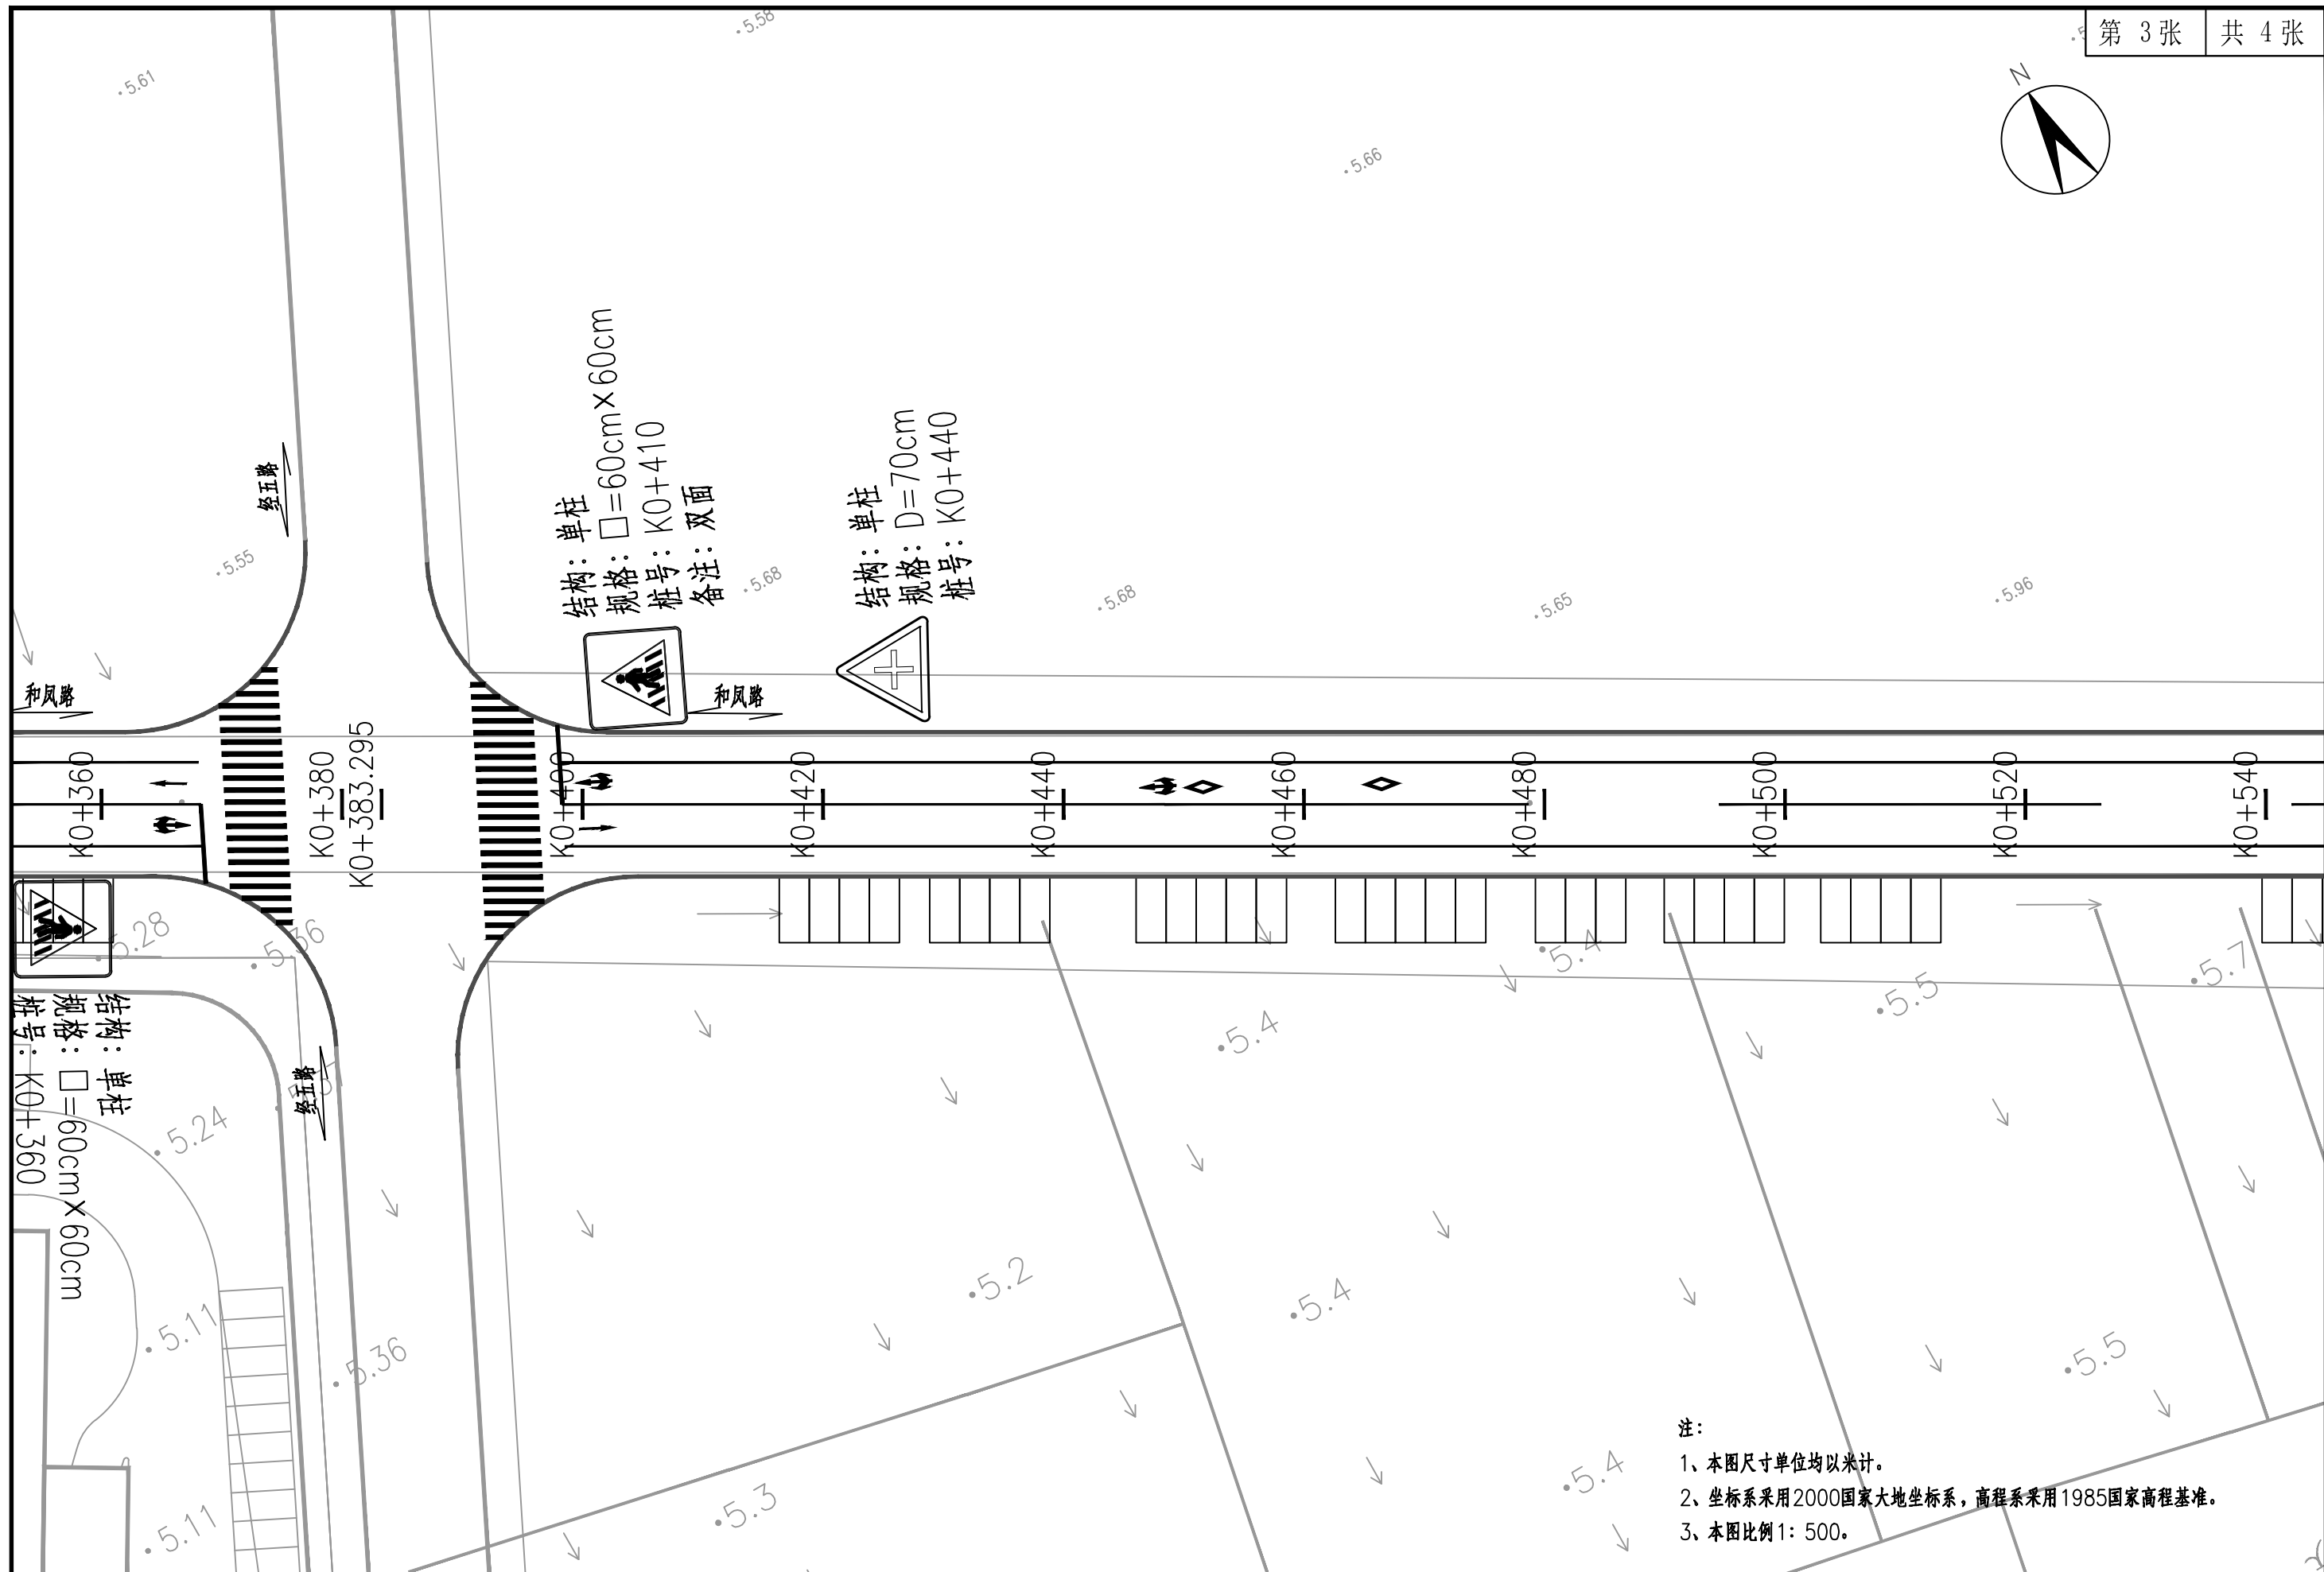 第 3 张 共 4 张
N
5.58
5.61
5.66
结构：单柱
规格：□=60cm×60cm
桩号：K0+410
备注：双面
结构：单柱
规格：D=70cm
桩号：K0+440
经五路
5.55
5.68
5.68
5.65
5.96
和凤路
和凤路
K0+360
K0+380
K0+383.295
K0+400
K0+420
K0+440
K0+460
K0+480
K0+500
K0+520
K0+540
5.28
5.36
5.4
5.5
5.7
结构：单柱
规格：□=60cm×60cm
桩号：K0+360
经五路
5.4
5.24
5.2
5.4
5.11
5.36
5.5
5.3
5.4
5.11
注：
1、本图尺寸单位均以米计。
2、坐标系采用2000国家大地坐标系，高程系采用1985国家高程基准。
3、本图比例1：500。